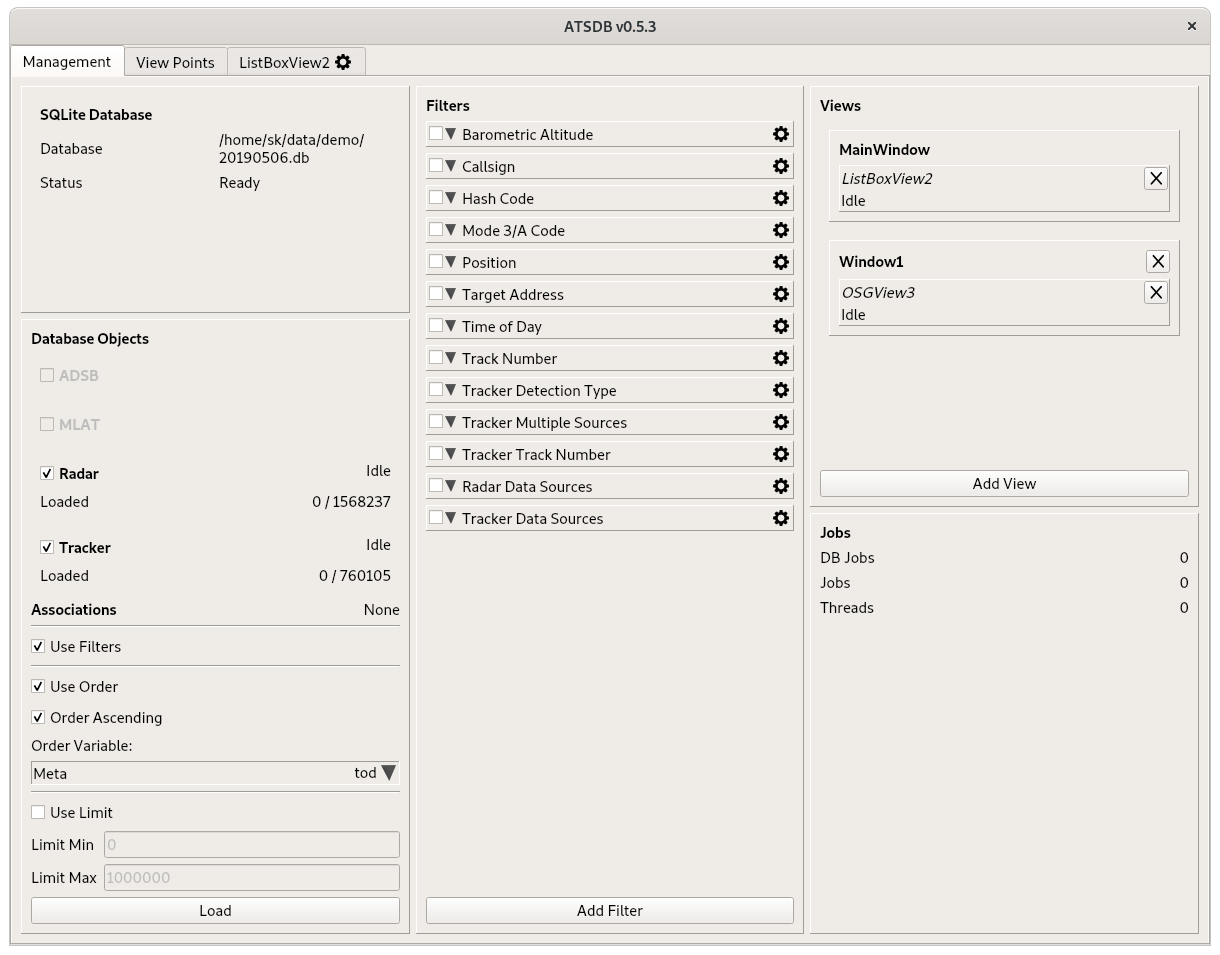 ATSDB v0.5.3
Management
View Points
ListBoxView2
SQLite Database
Database
/home/sk/data/demo/
20190506.db
Status
Ready
Database Objects
ADSB
MLAT
Radar
Idle
Loaded
0 / 1568237
Tracker
Idle
Loaded
0 / 760105
Associations
None
Use Filters
Use Order
Order Ascending
Order Variable:
Meta
tod
Use Limit
Limit Min
0
Limit Max
1000000
Load
Filters
Barometric Altitude
Callsign
Hash Code
Mode 3/A Code
Position
Target Address
Time of Day
Track Number
Tracker Detection Type
Tracker Multiple Sources
Tracker Track Number
Radar Data Sources
Tracker Data Sources
Add Filter
Views
MainWindow
ListBoxView2
Idle
Window1
OSGView3
Idle
Add View
Jobs
DB Jobs 0
Jobs 0
Threads 0